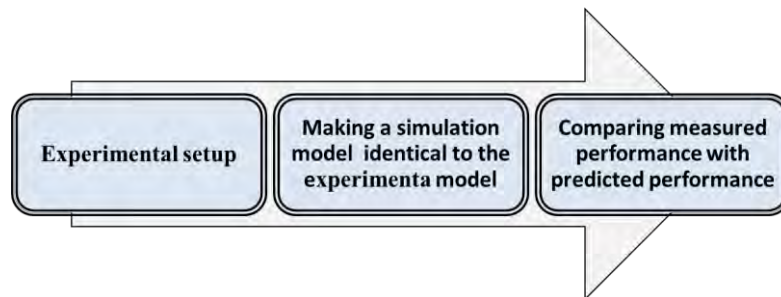 Experimental setup
Making a simulation
model identical to the
experimenta model
Comparing measured
performance with
predicted performance